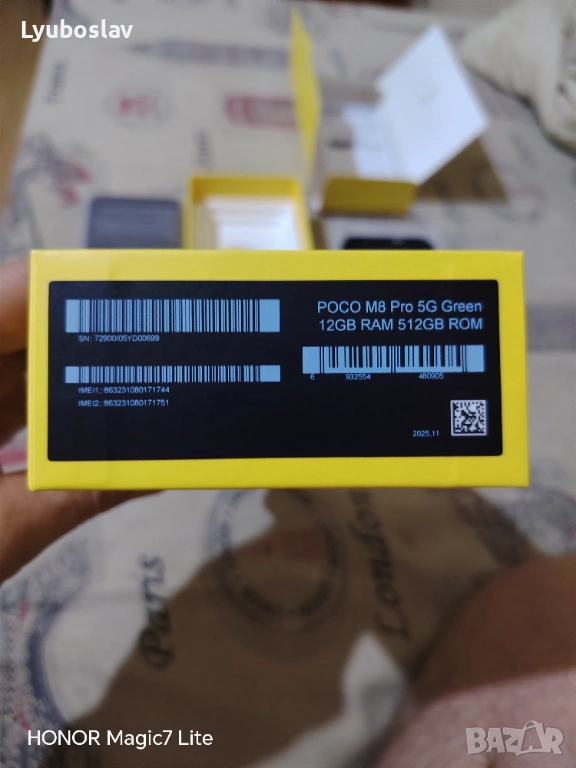 Lyuboslav
POCO M8 Pro 5G Green
12GB RAM 512GB ROM
SN: 72900/05YD00699
IMEI1: 863231080171744
IMEI2: 863231080171751
6 932554 480905
2025.11
Paris
London
HONOR Magic7 Lite
BAZAR